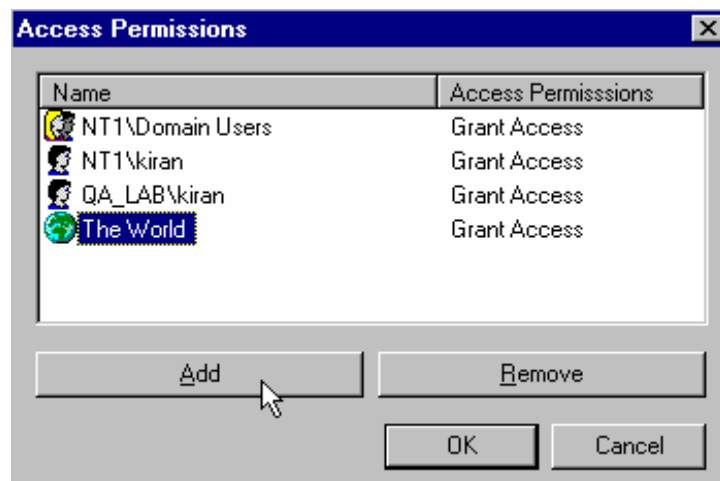 Access Permissions
Name Access Permisssions
NT1\Domain Users Grant Access
NT1\kiran Grant Access
QA_LAB\kiran Grant Access
The World Grant Access
Add Remove
OK Cancel